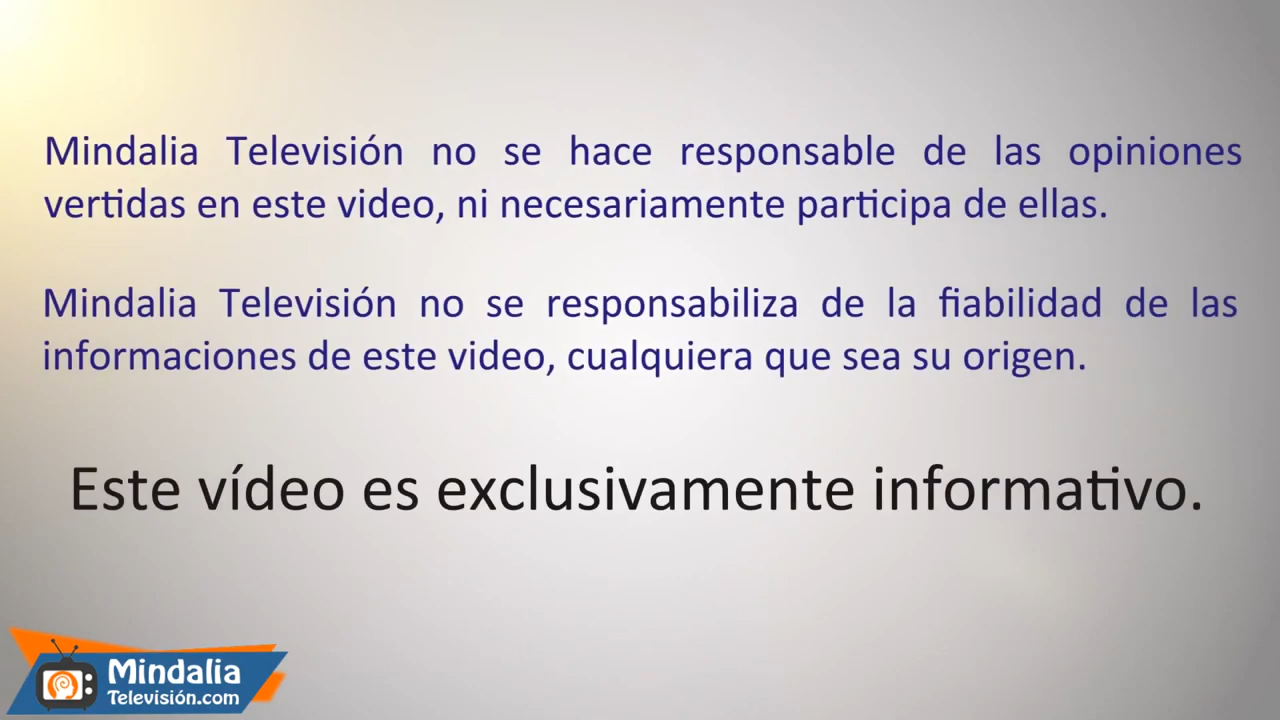 Mindalia Televisión no se hace responsable de las opiniones
vertidas en este video, ni necesariamente participa de ellas.
Mindalia Televisión no se responsabiliza de la fiabilidad de las
informaciones de este video, cualquiera que sea su origen.
Este vídeo es exclusivamente informativo.
Mindalia
Televisión.com